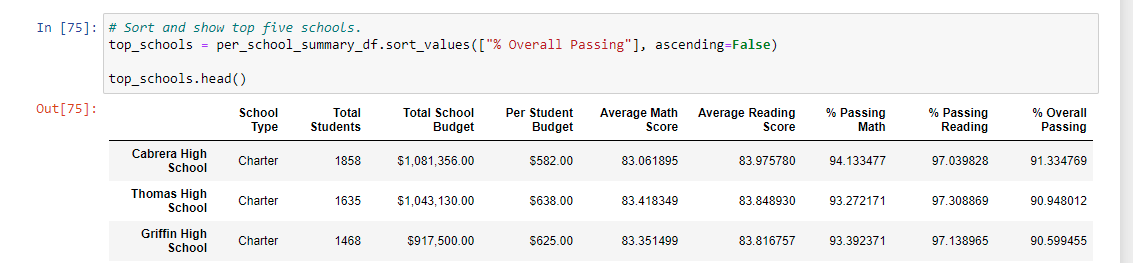 In [75]: # Sort and show top five schools.
top_schools = per_school_summary_df.sort_values(["% Overall Passing"], ascending=False)
top_schools.head()
Out[75]:
School Type Total Students Total School Budget Per Student Budget Average Math Score Average Reading Score % Passing Math % Passing Reading % Overall Passing
Cabrera High School Charter 1858 $1,081,356.00 $582.00 83.061895 83.975780 94.133477 97.039828 91.334769
Thomas High School Charter 1635 $1,043,130.00 $638.00 83.418349 83.848930 93.272171 97.308869 90.948012
Griffin High School Charter 1468 $917,500.00 $625.00 83.351499 83.816757 93.392371 97.138965 90.599455